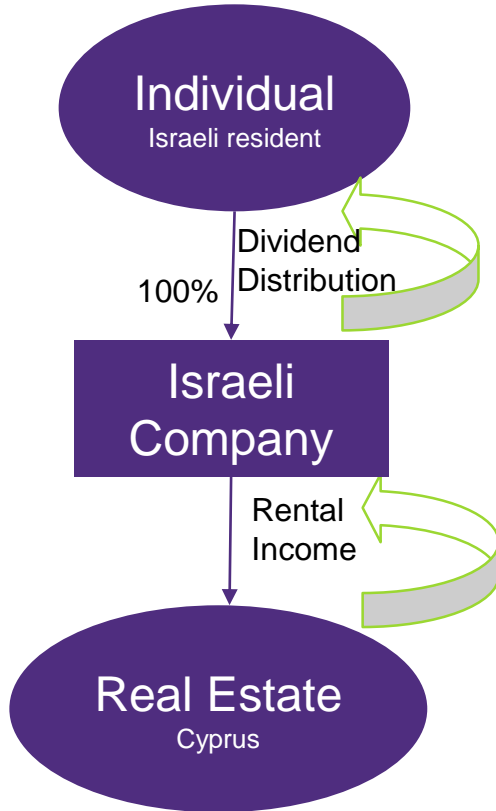 Individual
Israeli resident
Dividend
Distribution
100%
Israeli
Company
Rental
Income
Real Estate
Cyprus